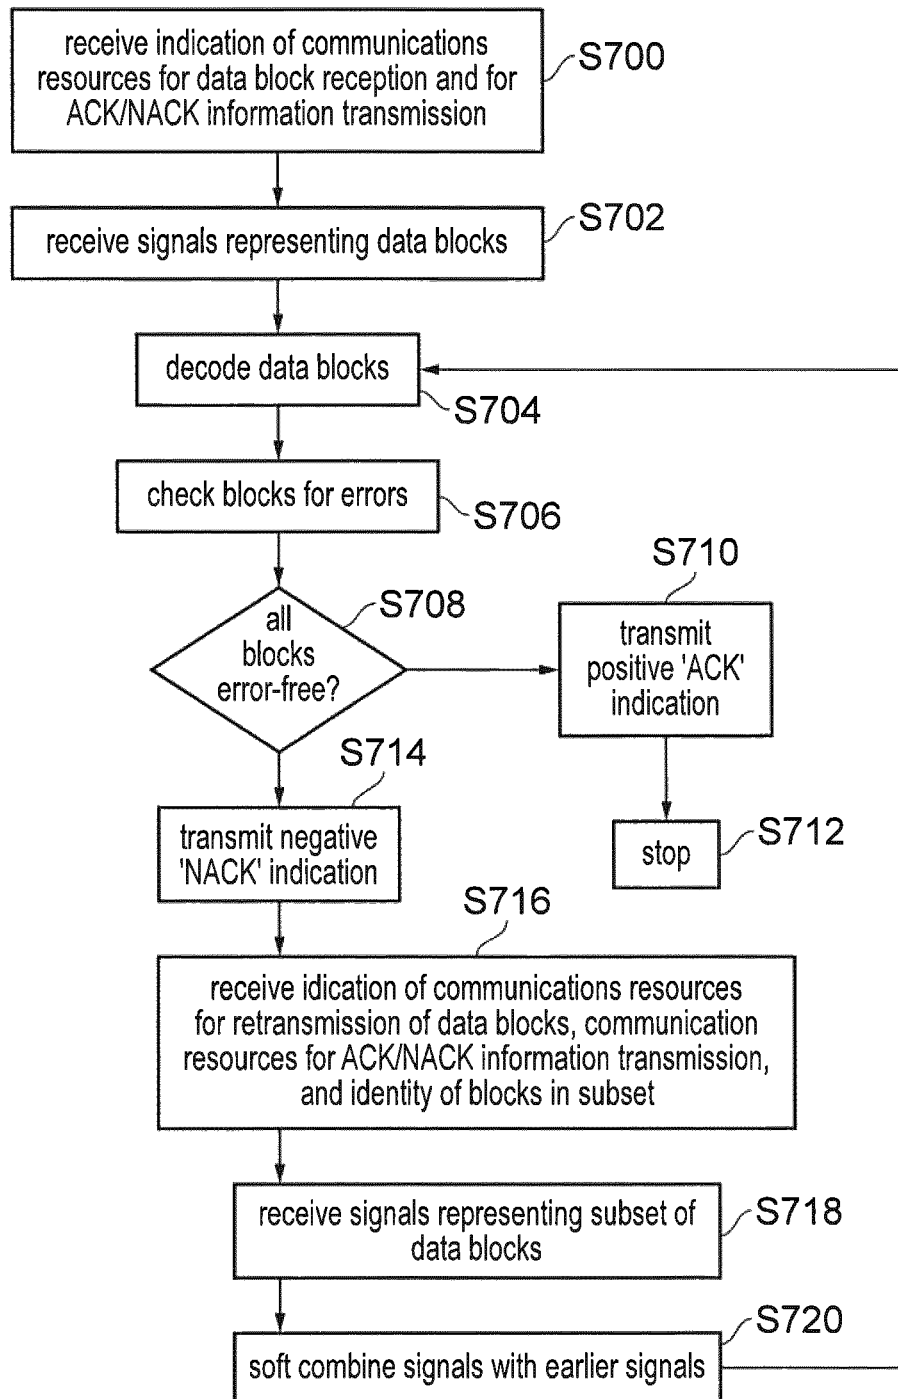 receive indication of communications
resources for data block reception and for
ACK/NACK information transmission
S700
S702
receive signals representing data blocks
decode data blocks
S704
check blocks for errors
S706
S708
all
blocks
error-free?
S710
transmit
positive 'ACK'
indication
S712
stop
S714
transmit negative
'NACK' indication
S716
receive idication of communications resources
for retransmission of data blocks, communication
resources for ACK/NACK information transmission,
and identity of blocks in subset
S718
receive signals representing subset of
data blocks
S720
soft combine signals with earlier signals